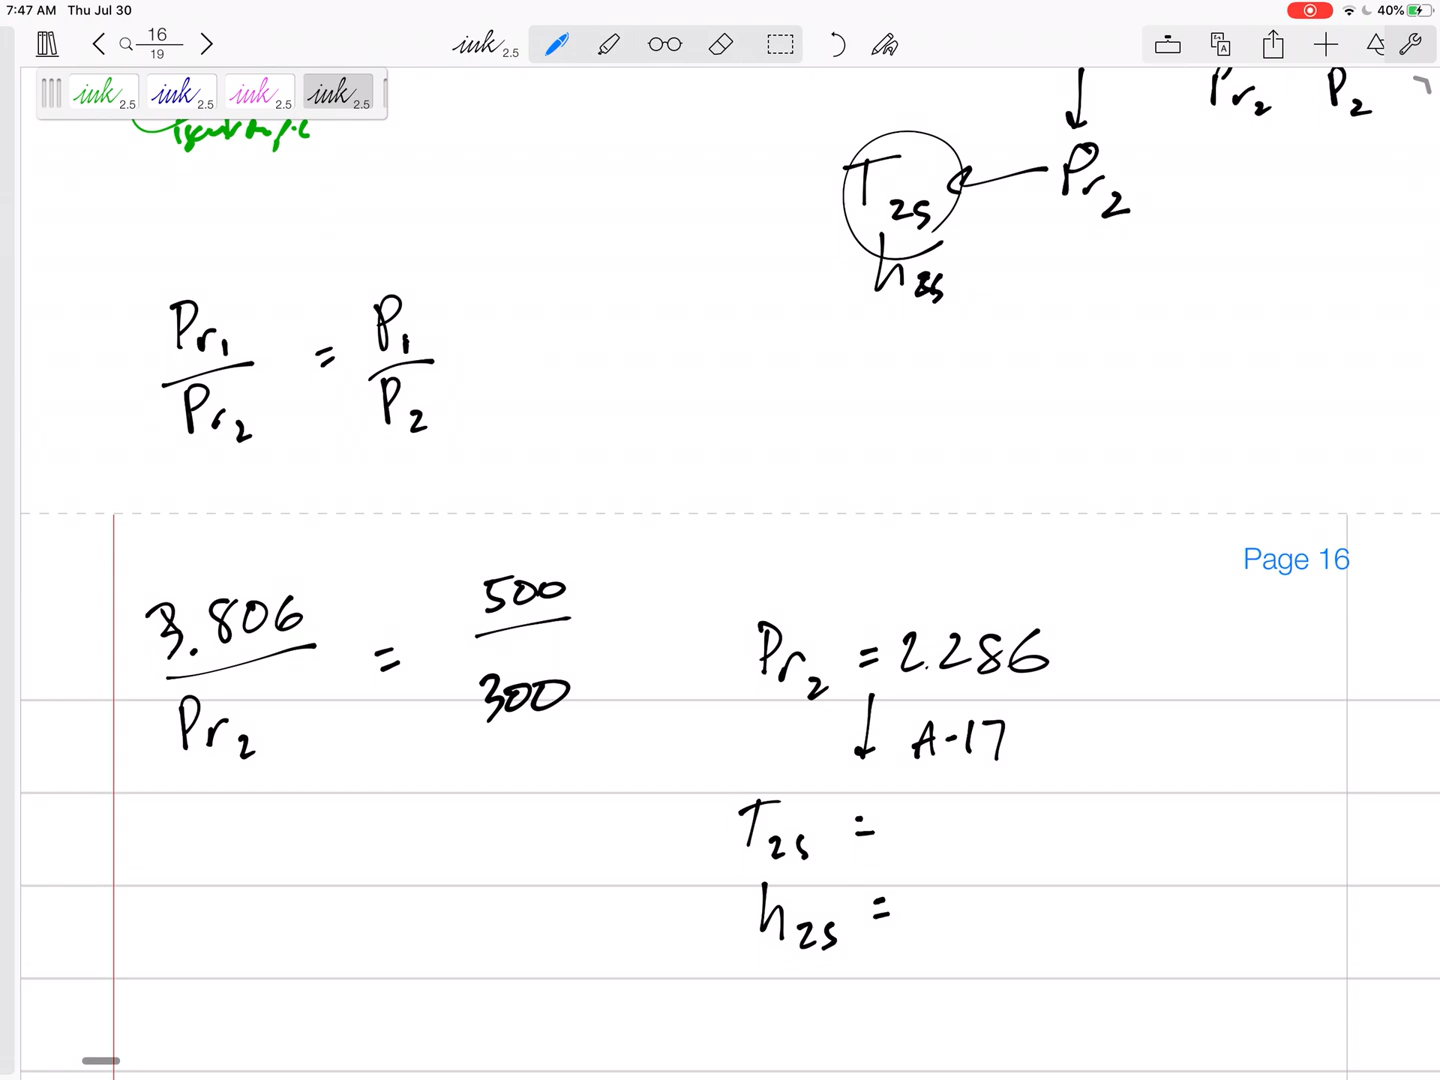 7:47 AM Thu Jul 30
40%
16
19
ink 2.5
ink 2.5 ink 2.5 ink 2.5 ink 2.5
Pr2 P2
Isentropic
T2s Pr2
h2s
Pr1 = P1
Pr2 P2
Page 16
3.806 = 500
Pr2 300
Pr2 = 2.286
A-17
T2s =
h2s =